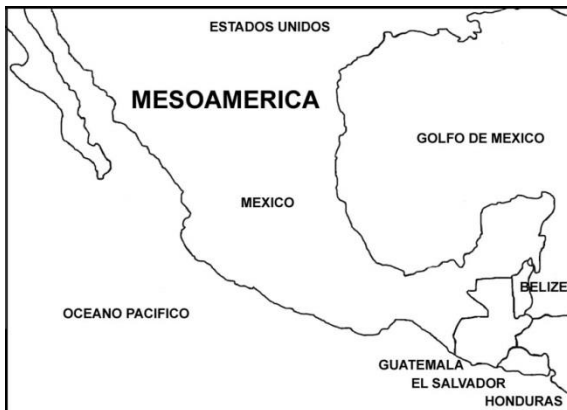 ESTADOS UNIDOS
MESOAMERICA
GOLFO DE MEXICO
MEXICO
BELIZE
OCEANO PACIFICO
GUATEMALA
EL SALVADOR
HONDURAS